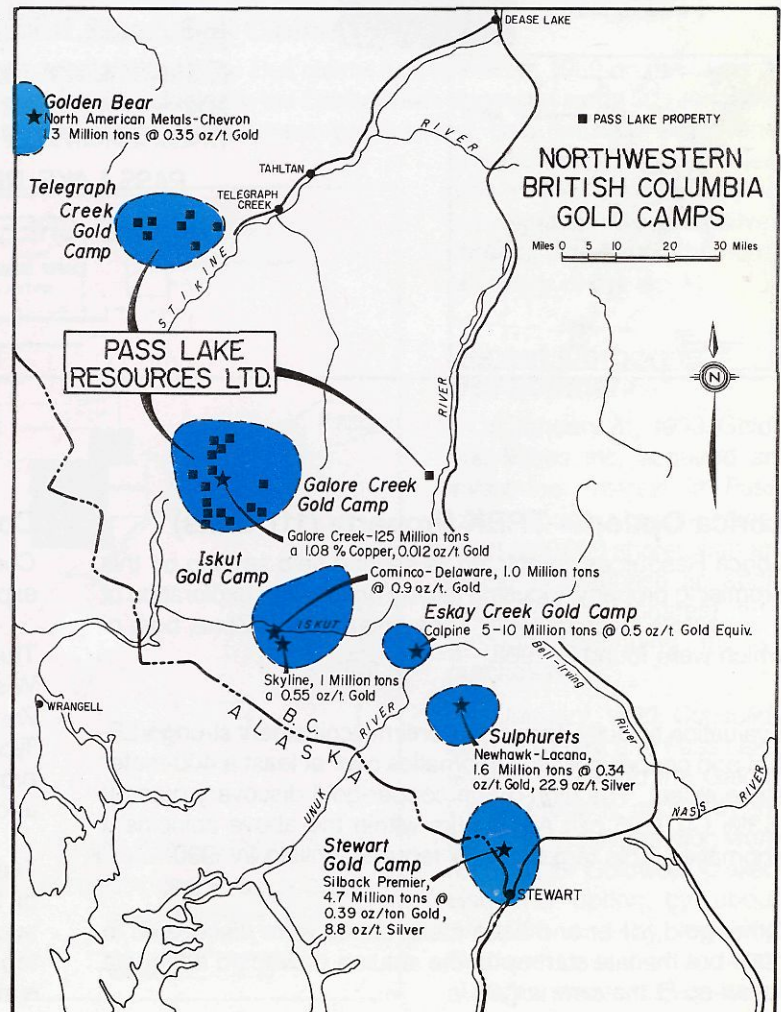 DEASE LAKE
Golden Bear
North American Metals-Chevron
1.3 Million tons @ 0.35 oz/t. Gold
PASS LAKE PROPERTY
NORTHWESTERN
BRITISH COLUMBIA
GOLD CAMPS
Miles 0 5 10 20 30 Miles
RIVER
TAHLTAN
Telegraph
Creek
Gold
Camp
TELEGRAPH
CREEK
STIKINE
PASS LAKE
RESOURCES LTD.
N
RIVER
Galore Creek
Gold Camp
Galore Creek-125 Million tons
a 1.08 % Copper, 0.012 oz/t. Gold
Iskut
Gold Camp
Cominco-Delaware, 1.0 Million tons
@ 0.9 oz/t. Gold
ISKUT
Eskay Creek Gold Camp
Calpine 5-10 Million tons @ 0.5 oz/t. Gold Equiv.
Skyline, 1 Million tons
a 0.55 oz/t. Gold
Bell-Irving
River
WRANGELL
B.C.
ALASKA
UNUK RIVER
Sulphurets
Newhawk-Lacana,
1.6 Million tons @ 0.34
oz/t. Gold, 22.9 oz/t. Silver
NASS RIVER
Stewart
Gold Camp
Silback Premier,
4.7 Million tons @
0.39 oz/ton Gold,
8.8 oz/t. Silver
STEWART